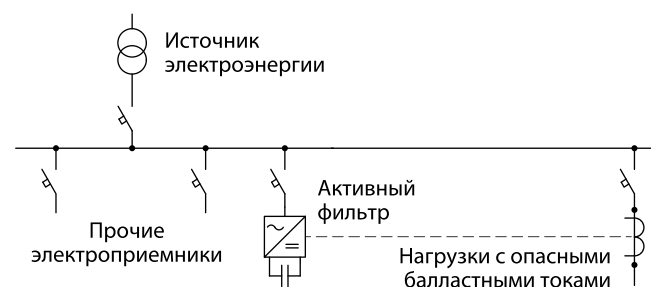 Источник
электроэнергии
Активный
фильтр
Прочие
электроприемники
Нагрузки с опасными
балластными токами